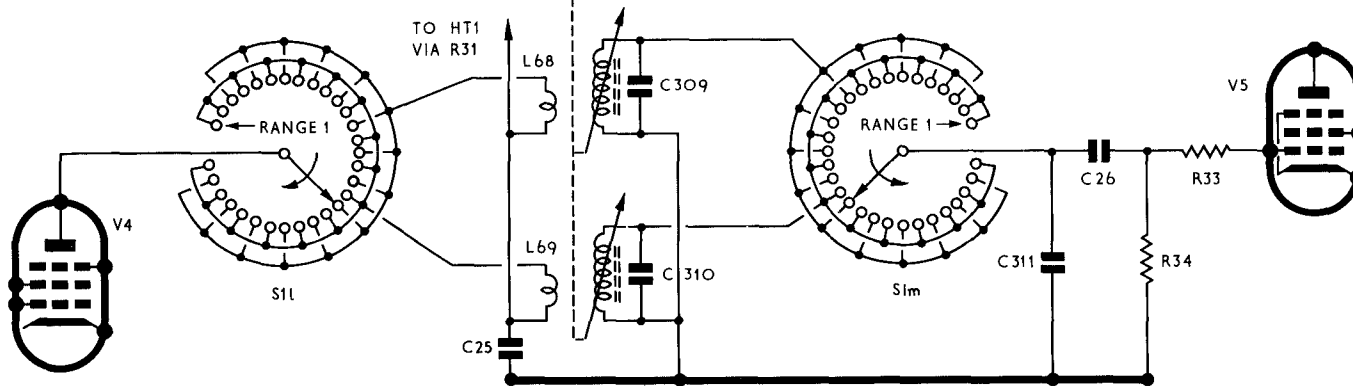 TO HT1
VIA R31
L68
C309
V5
RANGE 1
RANGE 1
C26
R33
V4
L69
C310
C311
R34
S1l
S1m
C25